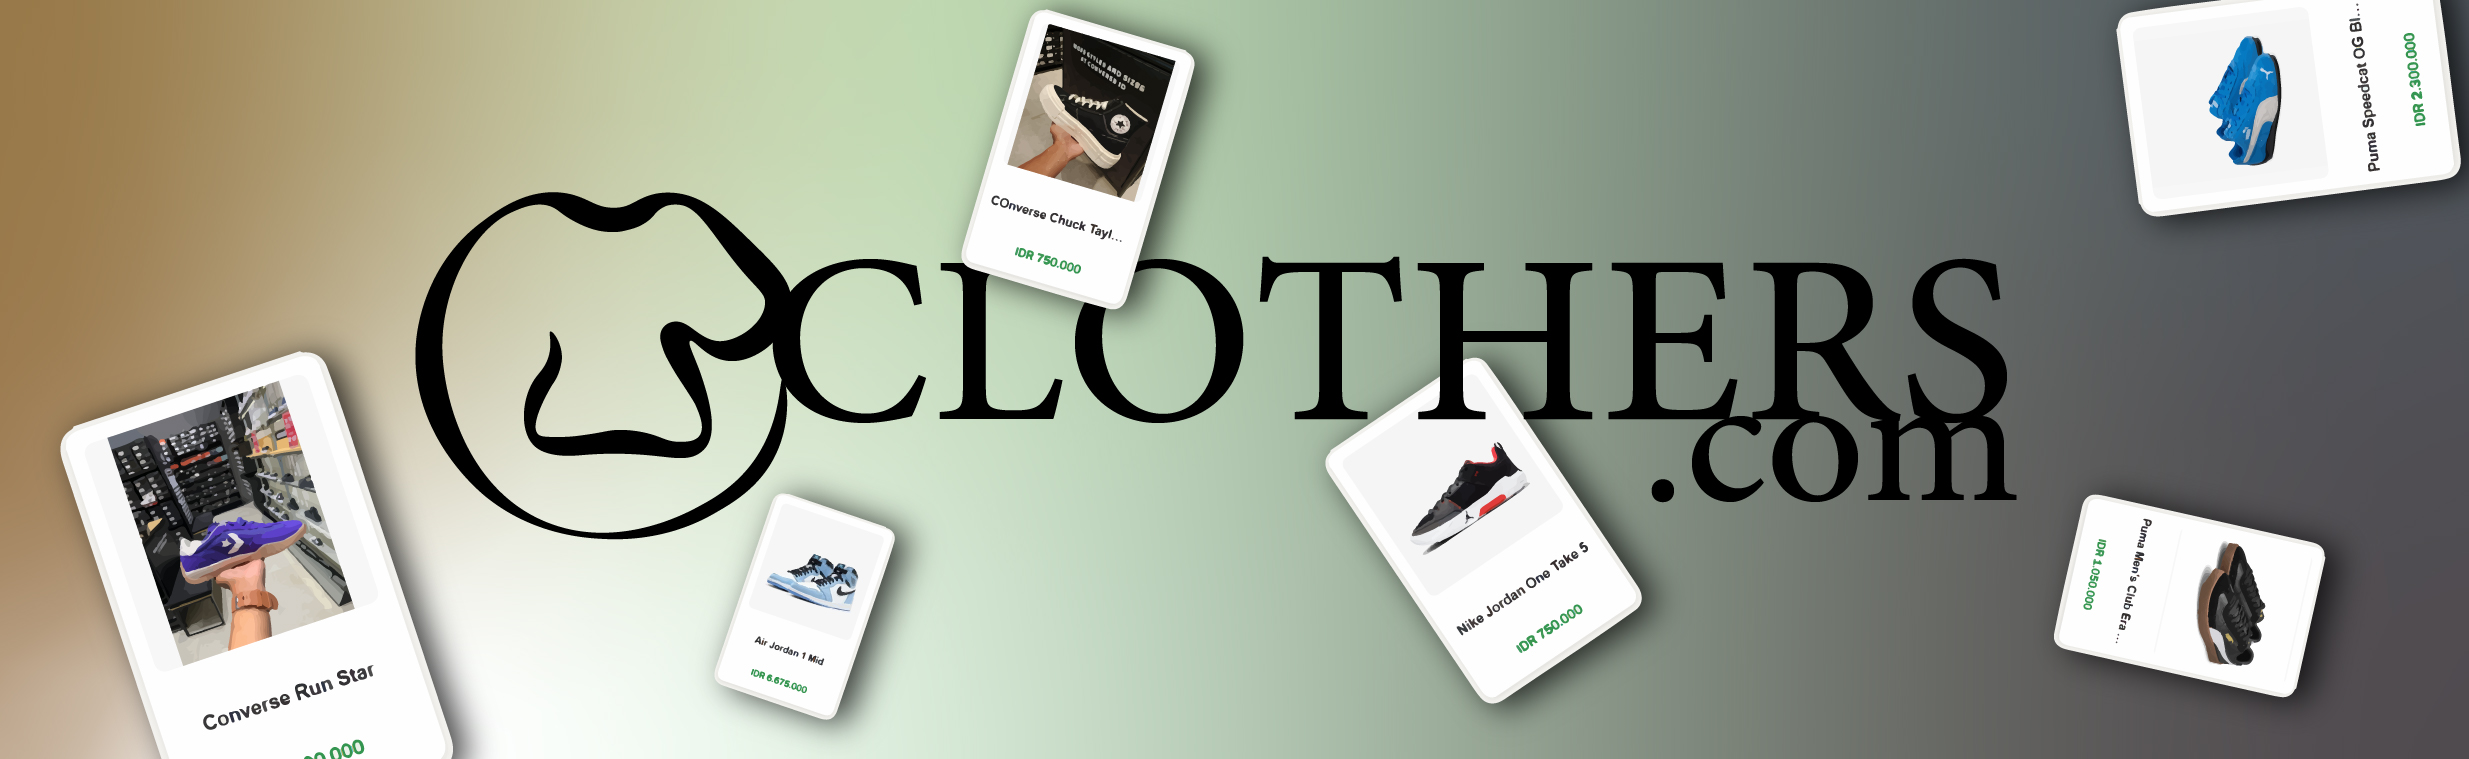 MORE STYLES AND SIZES
AT CONVERSE.ID
COnverse Chuck Tayl...
IDR 750.000
Puma Speedcat OG Bl...
IDR 2.300.000
CLOTHERS
.com
Converse Run Star
00.000
Air Jordan 1 Mid
IDR 6.675.000
Nike Jordan One Take 5
IDR 750.000
Puma Men's Club Era ...
IDR 1.050.000